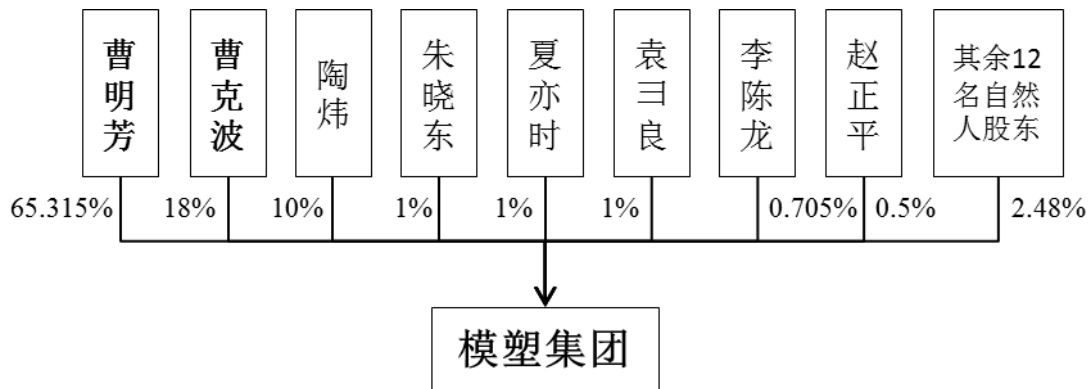 曹明芳
曹克波
陶炜
朱晓东
夏亦时
袁彐良
李陈龙
赵正平
其余12
名自然
人股东
65.315%
18%
10%
1%
1%
1%
0.705%
0.5%
2.48%
模塑集团